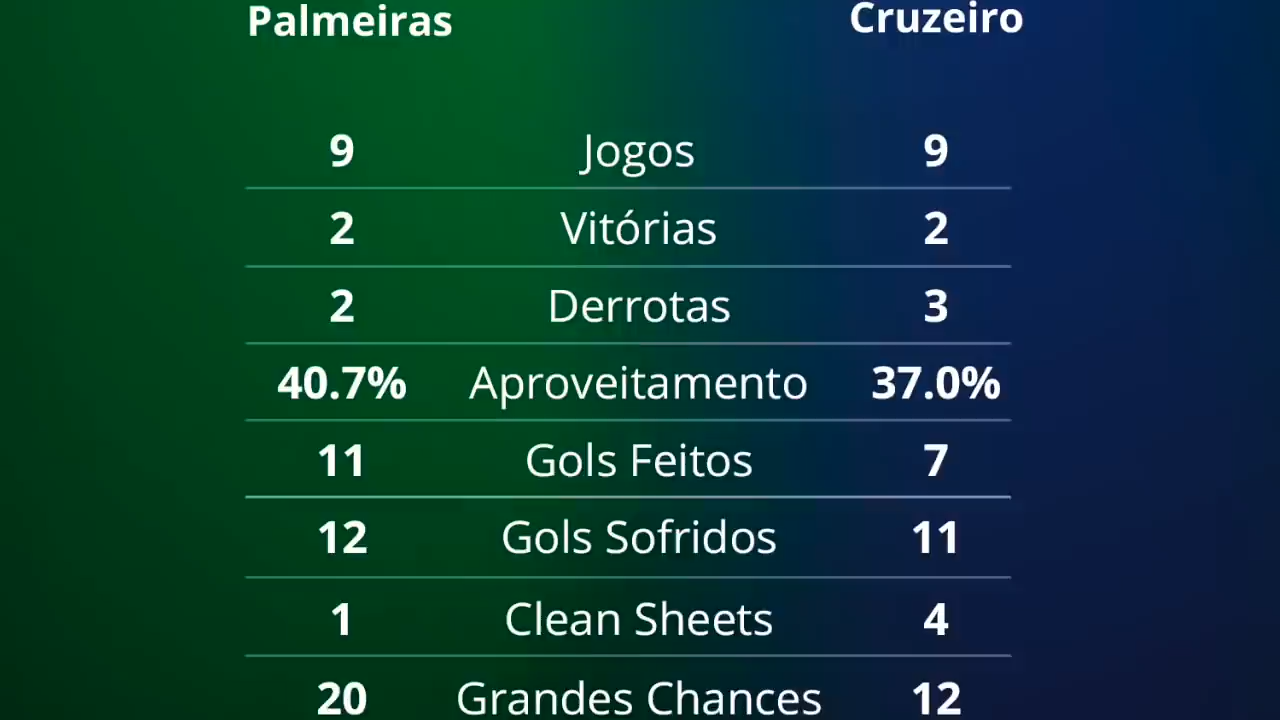 Palmeiras Cruzeiro
9 Jogos 9
2 Vitórias 2
2 Derrotas 3
40.7% Aproveitamento 37.0%
11 Gols Feitos 7
12 Gols Sofridos 11
1 Clean Sheets 4
20 Grandes Chances 12